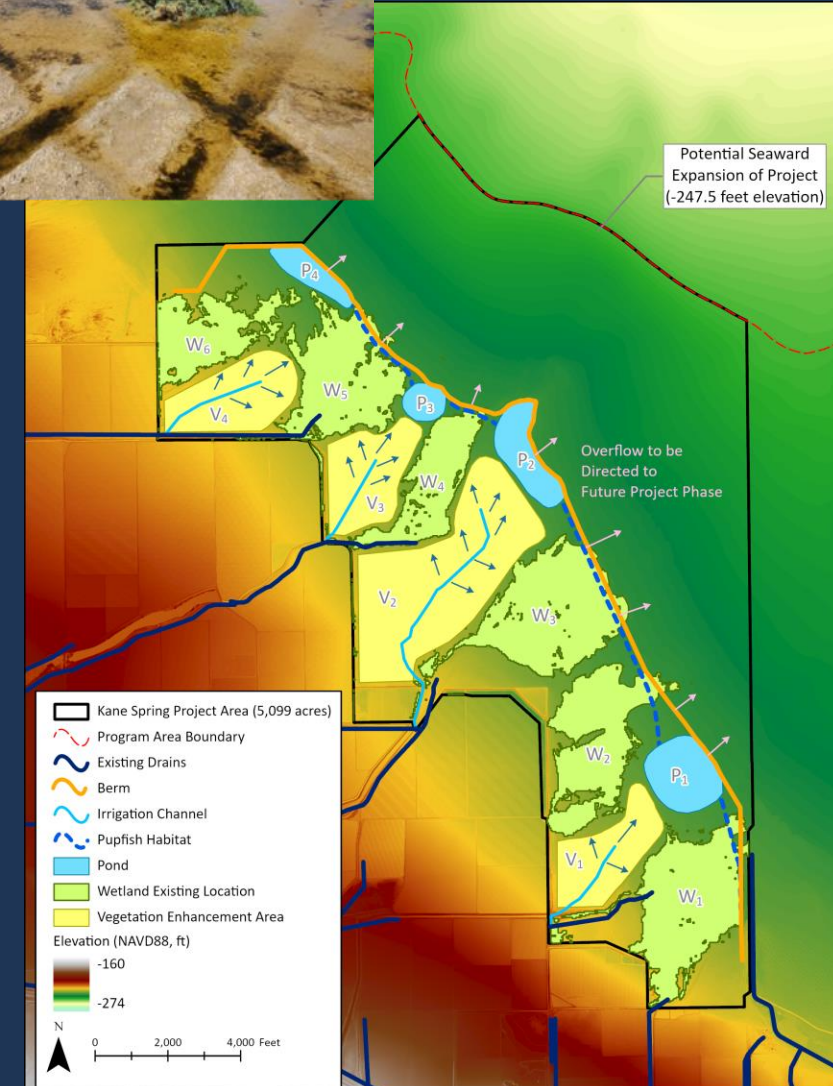 Potential Seaward
Expansion of Project
(-247.5 feet elevation)
P4
W6
W5
V4
P3
P2
Overflow to be
Directed to
Future Project Phase
V3
W4
V2
W3
W2
P1
V1
W1
Kane Spring Project Area (5,099 acres)
Program Area Boundary
Existing Drains
Berm
Irrigation Channel
Pupfish Habitat
Pond
Wetland Existing Location
Vegetation Enhancement Area
Elevation (NAVD88, ft)
-160
-274
N
0 2,000 4,000 Feet